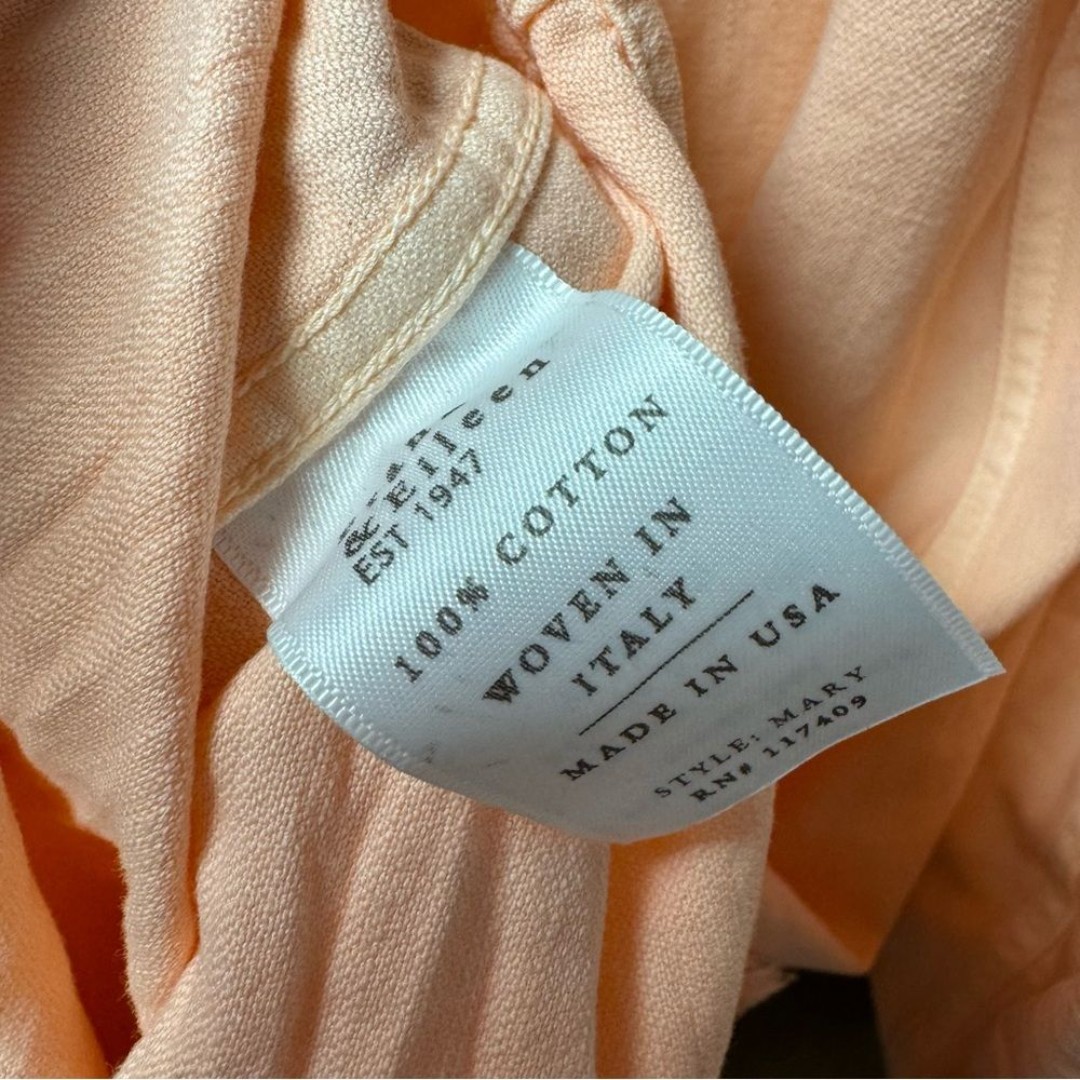 & Eileen
EST 1947
100% COTTON
WOVEN IN
ITALY
MADE IN USA
STYLE: MARY
RN# 117409